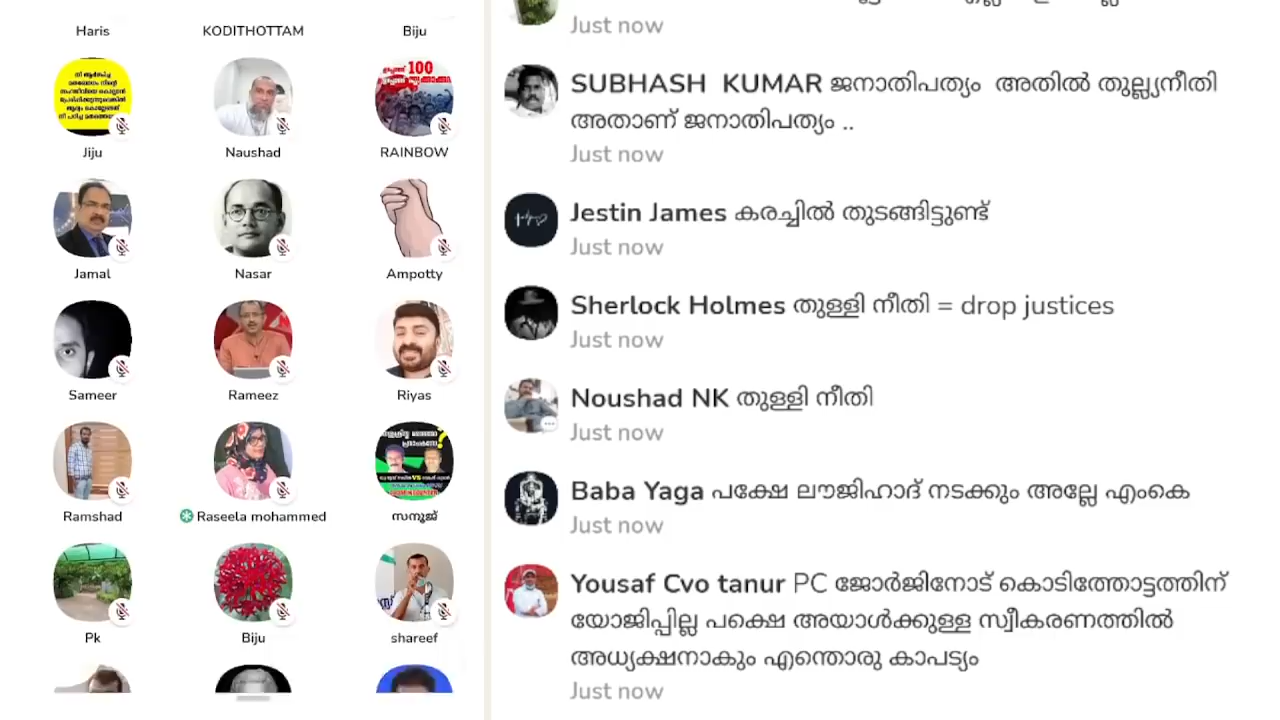 Haris
KODITHOTTAM
Biju
Jiju
Naushad
100
RAINBOW
Jamal
Nasar
Ampotty
Sameer
Rameez
Riyas
Ramshad
Raseela mohammed
VS
സനൂജ്
Pk
Biju
shareef
Just now
SUBHASH KUMAR ജനാതിപത്യം അതിൽ തുല്ല്യനീതി
അതാണ് ജനാതിപത്യം ..
Just now
Jestin James കരച്ചിൽ തുടങ്ങിട്ടുണ്ട്
Just now
Sherlock Holmes തുള്ളി നീതി = drop justices
Just now
Noushad NK തുള്ളി നീതി
Just now
Baba Yaga പക്ഷേ ലൗജിഹാദ് നടക്കും അല്ലേ എംകെ
Just now
Yousaf Cvo tanur PC ജോർജിനോട് കൊടിത്തോട്ടത്തിന്
യോജിപ്പില്ല പക്ഷെ അയാൾക്കുള്ള സ്വീകരണത്തിൽ
അധ്യക്ഷനാകും എന്തൊരു കാപട്യം
Just now